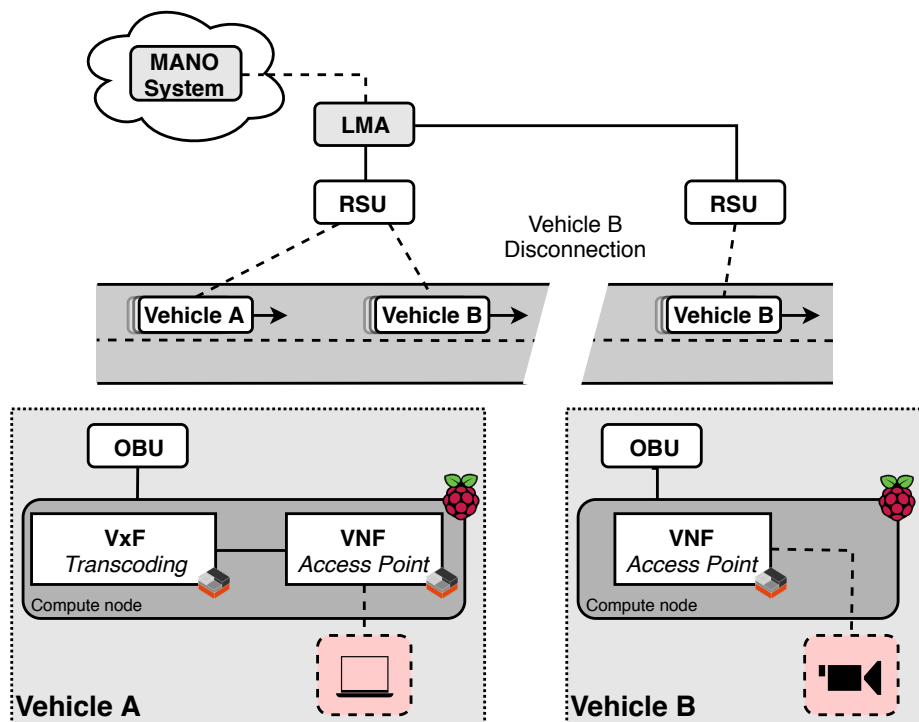 MANO
System
LMA
RSU
RSU
Vehicle B
Disconnection
Vehicle A
Vehicle B
Vehicle B
OBU
VxF
Transcoding
VNF
Access Point
Compute node
Vehicle A
OBU
VNF
Access Point
Compute node
Vehicle B